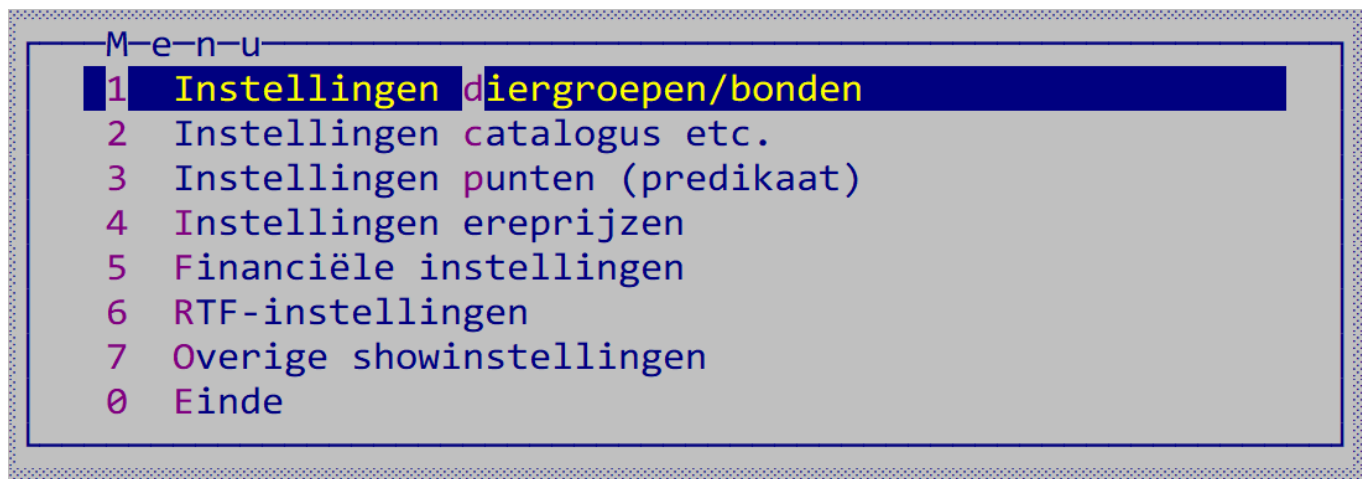 Menu
1 Instellingen diergroepen/bonden
2 Instellingen catalogus etc.
3 Instellingen punten (predikaat)
4 Instellingen ereprijzen
5 Financiële instellingen
6 RTF-instellingen
7 Overige showinstellingen
0 Einde